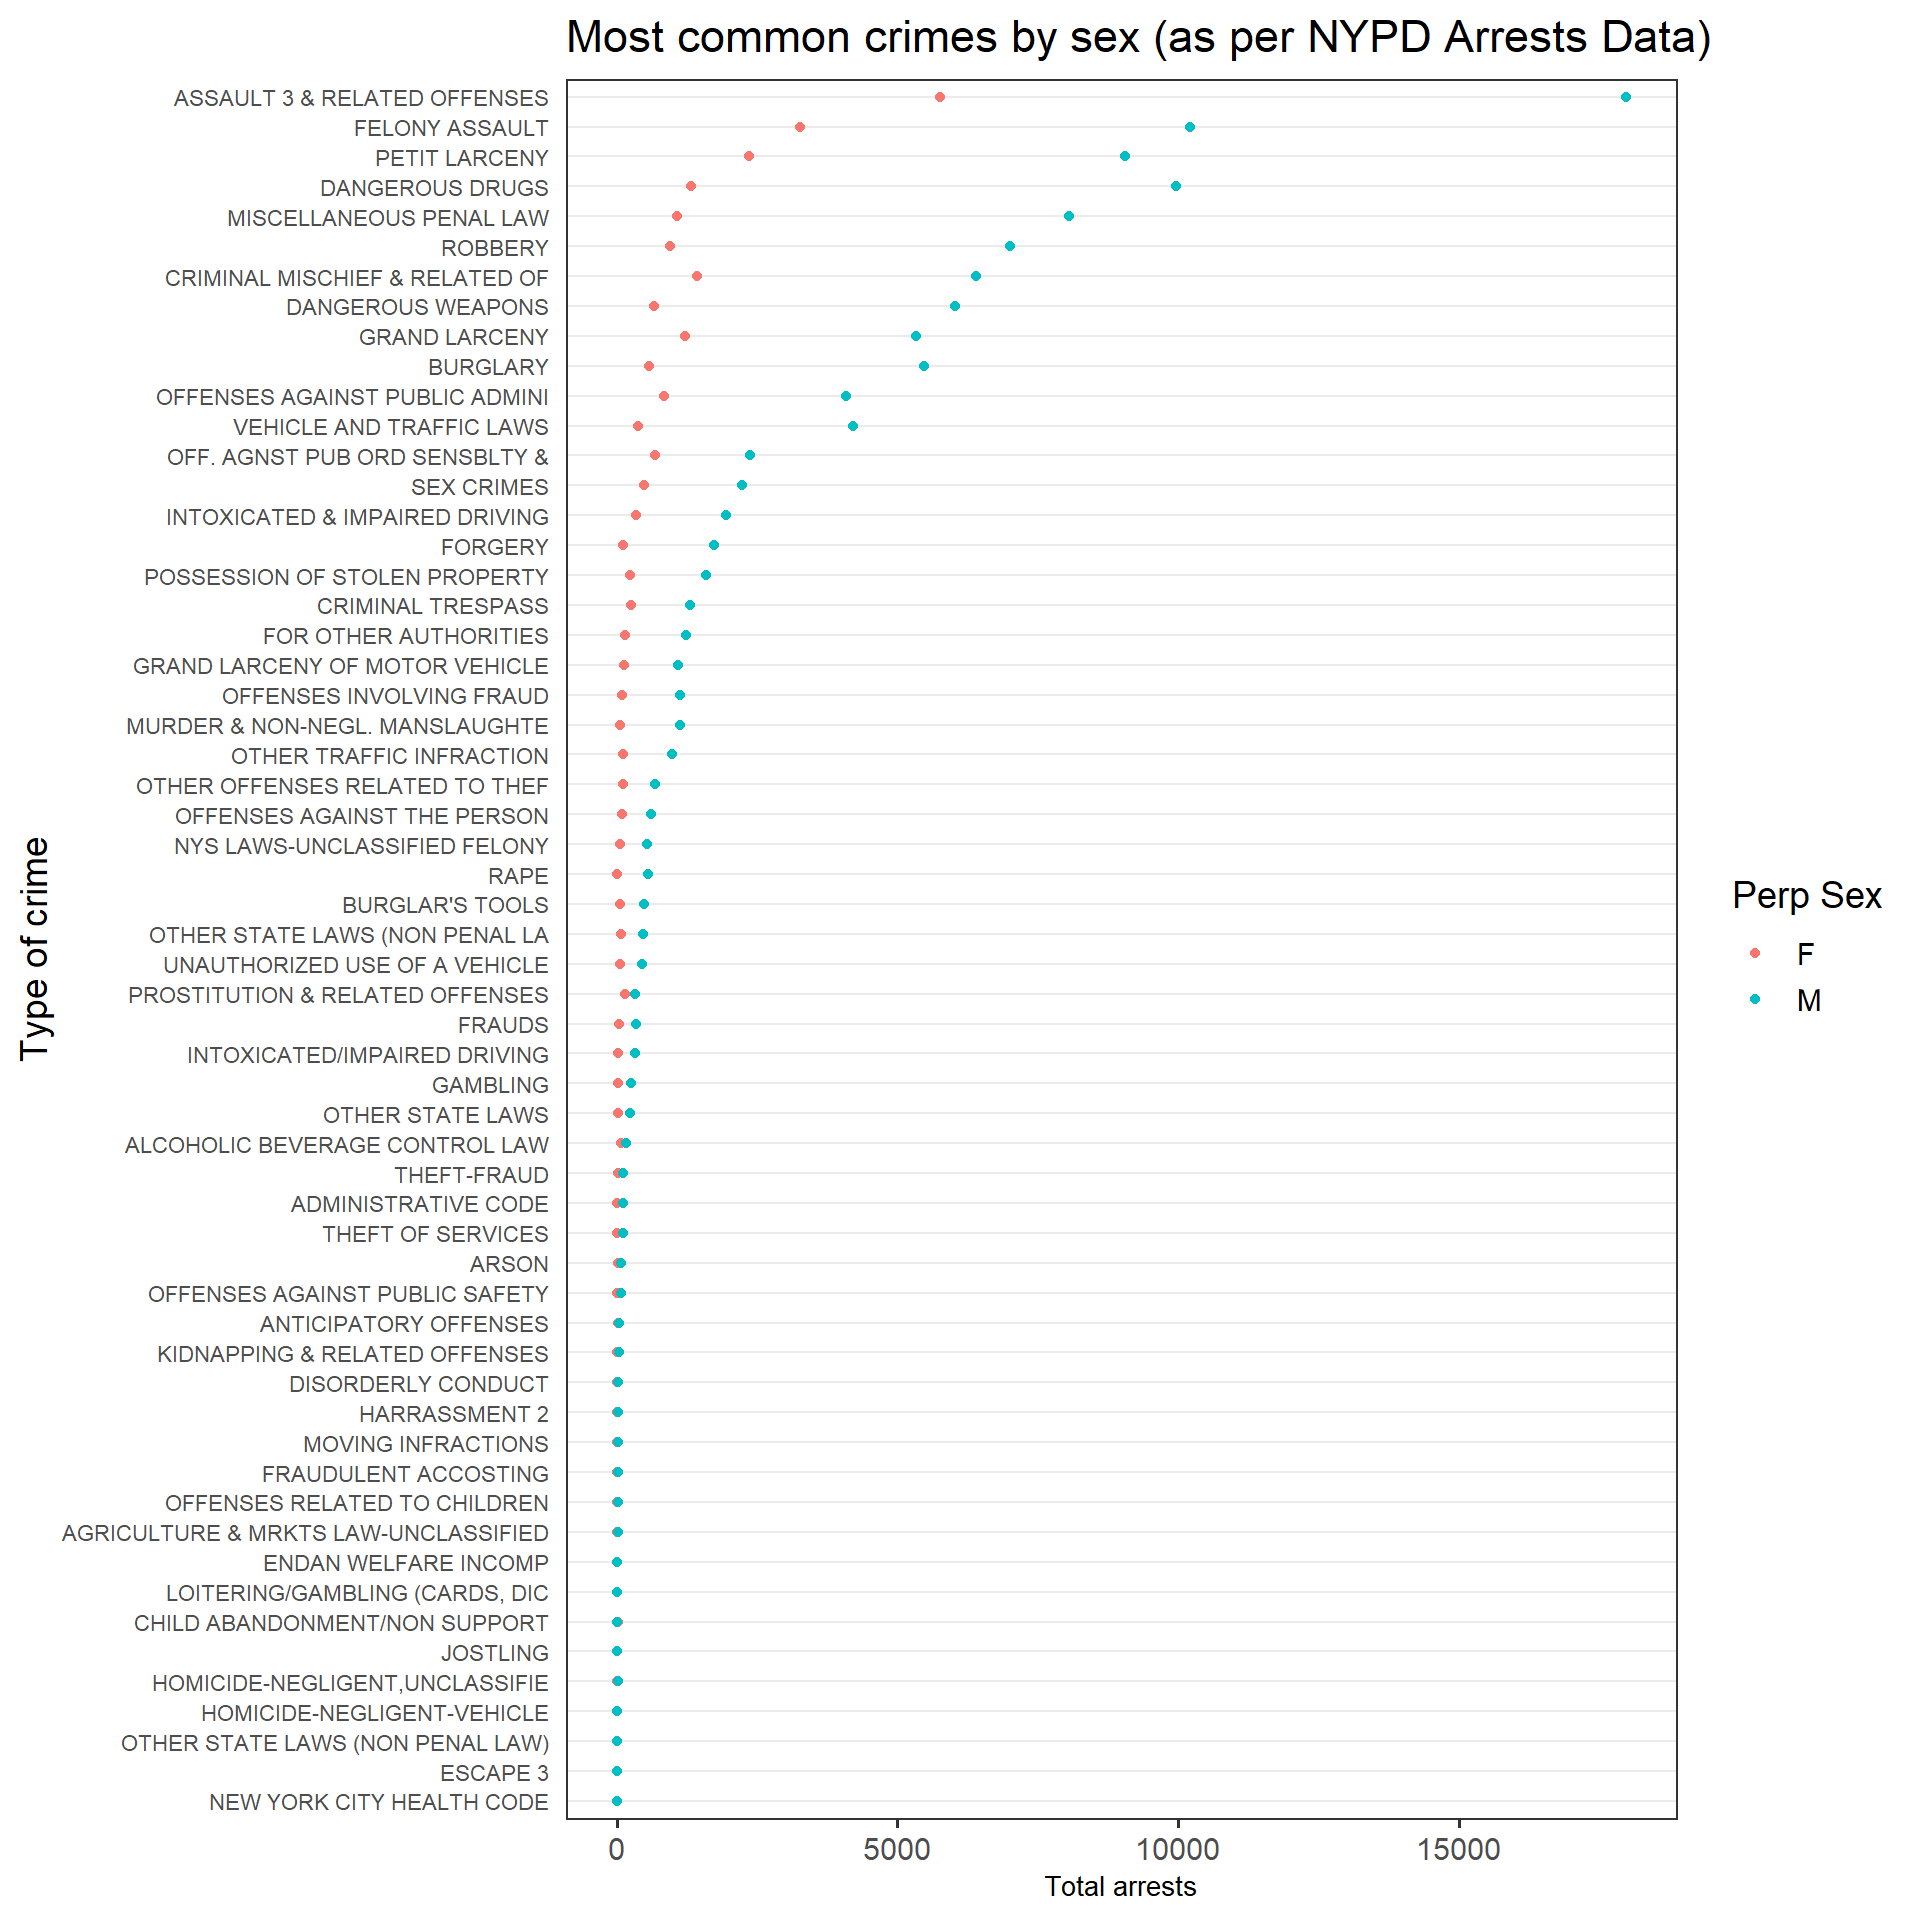 Most common crimes by sex (as per NYPD Arrests Data)
ASSAULT 3 & RELATED OFFENSES
FELONY ASSAULT
PETIT LARCENY
DANGEROUS DRUGS
MISCELLANEOUS PENAL LAW
ROBBERY
CRIMINAL MISCHIEF & RELATED OF
DANGEROUS WEAPONS
GRAND LARCENY
BURGLARY
OFFENSES AGAINST PUBLIC ADMINI
VEHICLE AND TRAFFIC LAWS
OFF. AGNST PUB ORD SENSBLTY &
SEX CRIMES
INTOXICATED & IMPAIRED DRIVING
FORGERY
POSSESSION OF STOLEN PROPERTY
CRIMINAL TRESPASS
FOR OTHER AUTHORITIES
GRAND LARCENY OF MOTOR VEHICLE
OFFENSES INVOLVING FRAUD
MURDER & NON-NEGL. MANSLAUGHTE
OTHER TRAFFIC INFRACTION
OTHER OFFENSES RELATED TO THEF
OFFENSES AGAINST THE PERSON
NYS LAWS-UNCLASSIFIED FELONY
RAPE
BURGLAR'S TOOLS
OTHER STATE LAWS (NON PENAL LA
UNAUTHORIZED USE OF A VEHICLE
PROSTITUTION & RELATED OFFENSES
FRAUDS
INTOXICATED/IMPAIRED DRIVING
GAMBLING
OTHER STATE LAWS
ALCOHOLIC BEVERAGE CONTROL LAW
THEFT-FRAUD
ADMINISTRATIVE CODE
THEFT OF SERVICES
ARSON
OFFENSES AGAINST PUBLIC SAFETY
ANTICIPATORY OFFENSES
KIDNAPPING & RELATED OFFENSES
DISORDERLY CONDUCT
HARRASSMENT 2
MOVING INFRACTIONS
FRAUDULENT ACCOSTING
OFFENSES RELATED TO CHILDREN
AGRICULTURE & MRKTS LAW-UNCLASSIFIED
ENDAN WELFARE INCOMP
LOITERING/GAMBLING (CARDS, DIC
CHILD ABANDONMENT/NON SUPPORT
JOSTLING
HOMICIDE-NEGLIGENT,UNCLASSIFIE
HOMICIDE-NEGLIGENT-VEHICLE
OTHER STATE LAWS (NON PENAL LAW)
ESCAPE 3
NEW YORK CITY HEALTH CODE
0 5000 10000 15000
Total arrests
Type of crime
Perp Sex
F
M